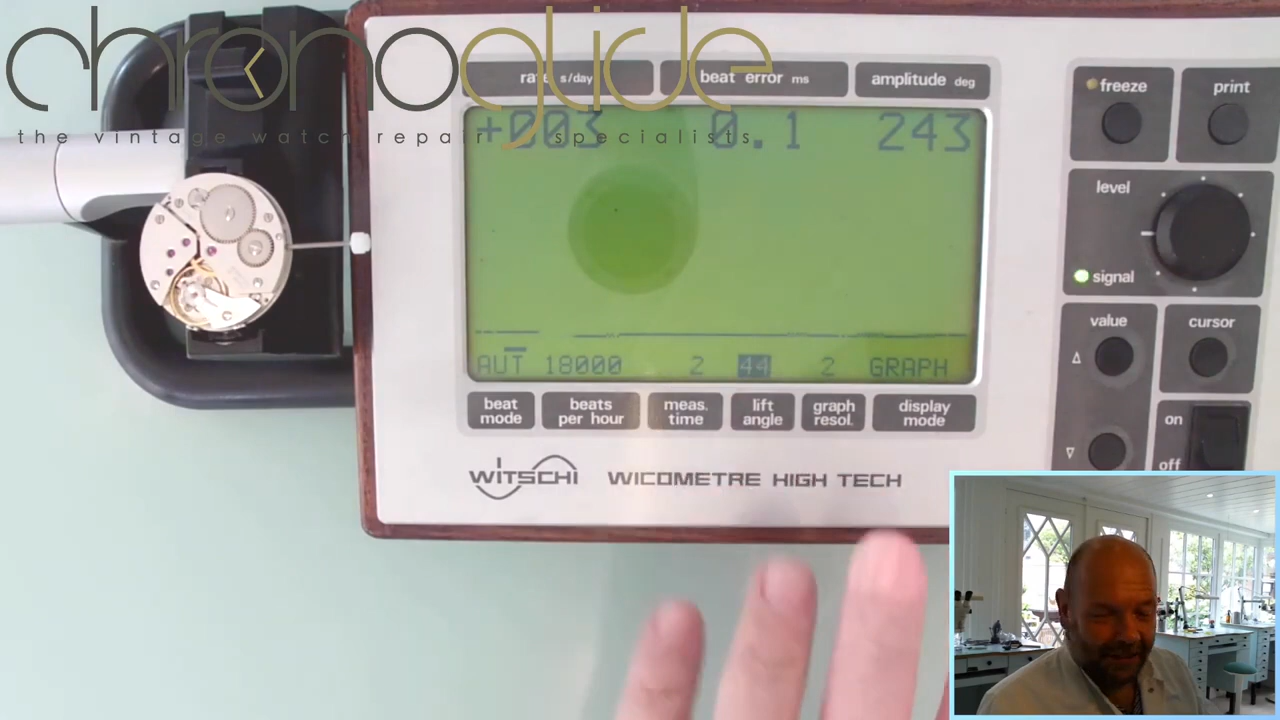 chronoglide
the vintage watch repair specialists
rate s/day
beat error ms
amplitude deg
+003 0.1 243
AUT 18000 2 44 2 GRAPH
beat mode
beats per hour
meas. time
lift angle
graph resol.
display mode
WITSCHI WICOMETRE HIGH TECH
freeze
print
level
signal
value
cursor
on
off